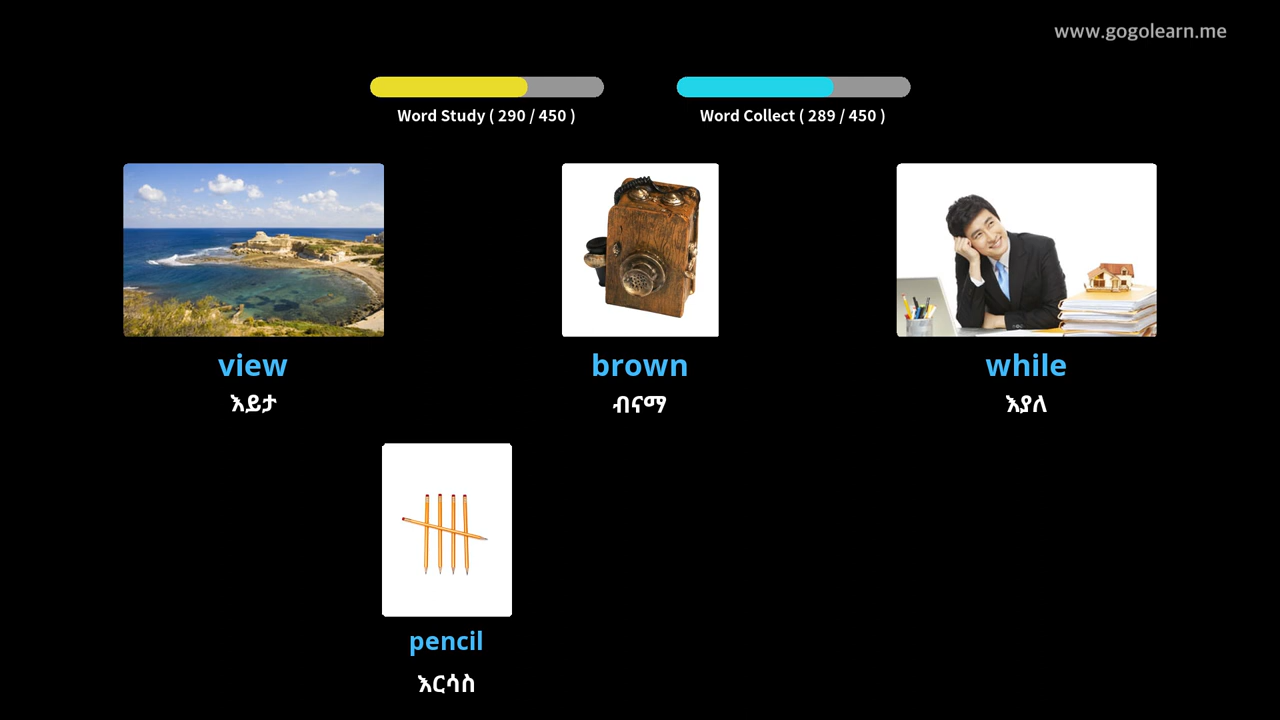 www.gogolearn.me
Word Study ( 290 / 450 )
Word Collect ( 289 / 450 )
view
brown
while
እይታ
ብናማ
እያለ
pencil
እርሳስ